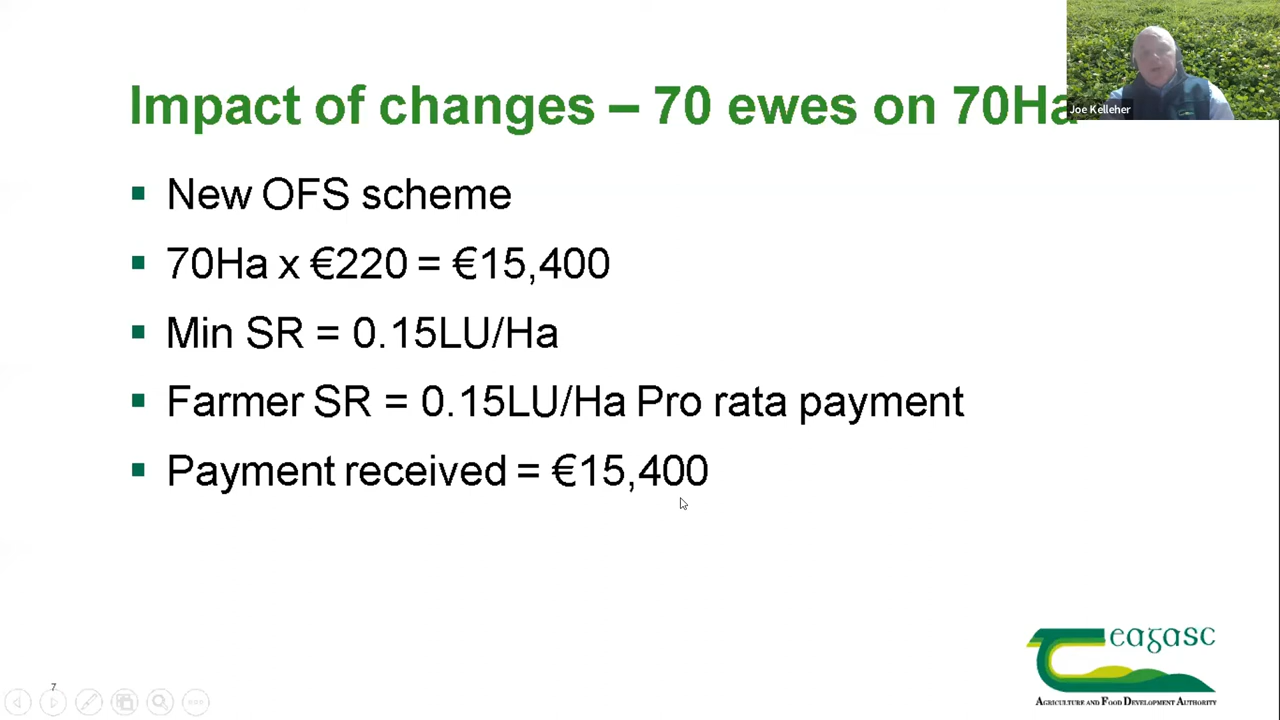 Impact of changes – 70 ewes on 70Ha
Joe Kelleher
New OFS scheme
70Ha x €220 = €15,400
Min SR = 0.15LU/Ha
Farmer SR = 0.15LU/Ha Pro rata payment
Payment received = €15,400
eagasc
AGRICULTURE AND FOOD DEVELOPMENT AUTHORITY
7